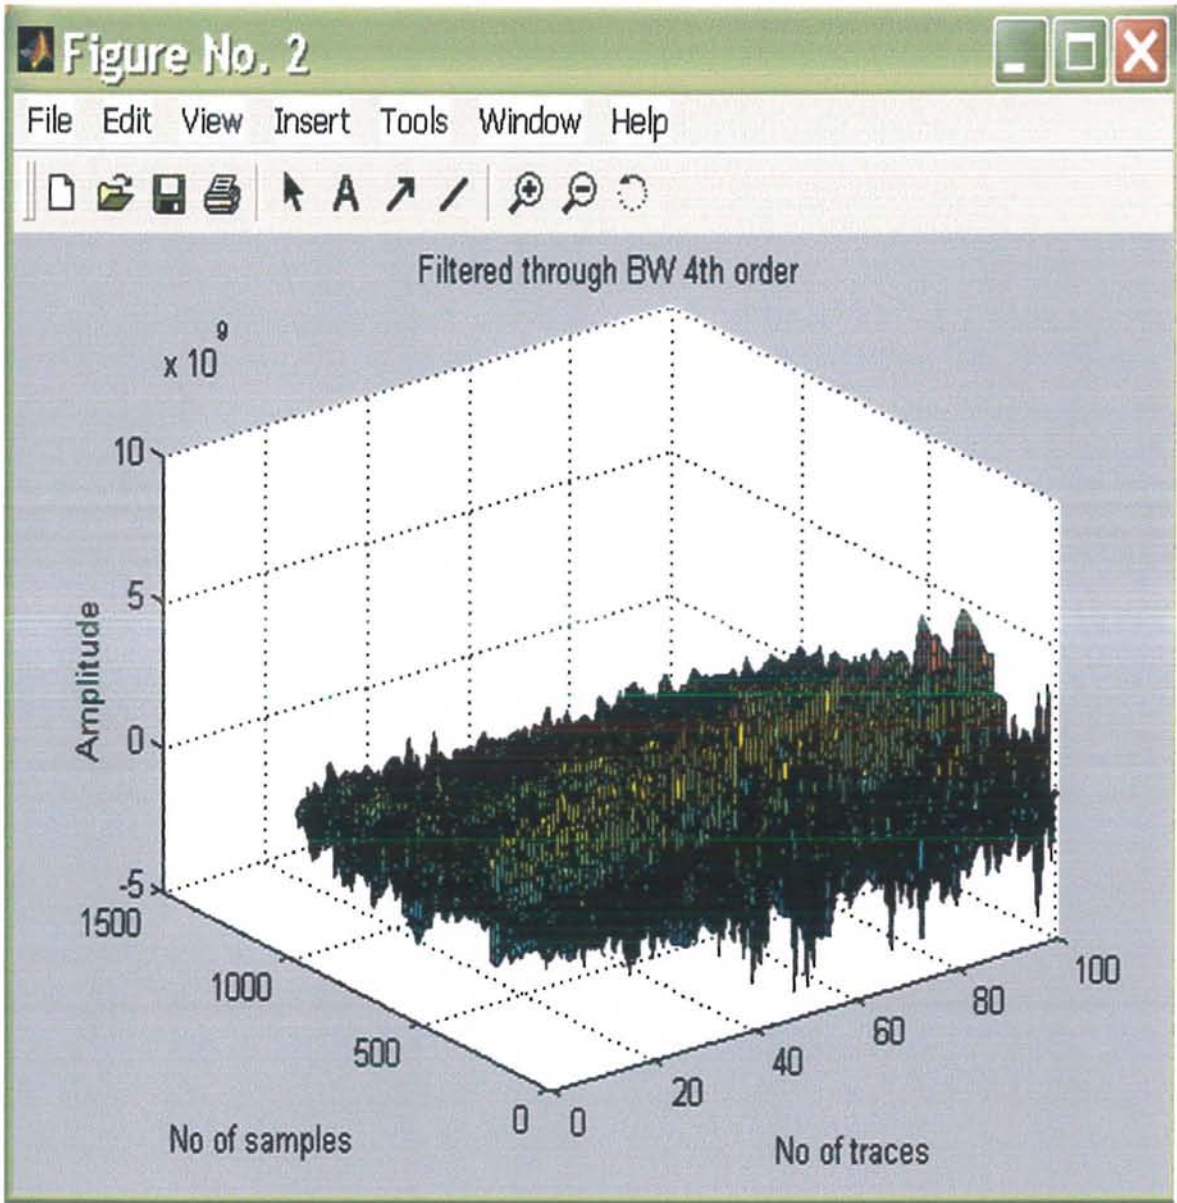 Figure No. 2
File Edit View Insert Tools Window Help
A
Filtered through BW 4th order
x 10 9
10
5
0
-5
Amplitude
1500
1000
500
0
No of samples
0
20
40
60
80
100
No of traces